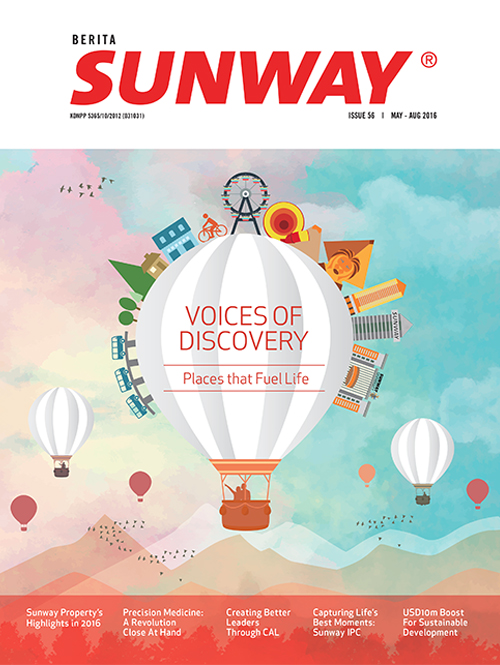 BERITA
SUNWAY ®
KDNPP 5365/10/2012 (031031)
ISSUE 56 I MAY - AUG 2016
SUNWAY
VOICES OF
DISCOVERY
Places that Fuel Life
Sunway Property's
Highlights in 2016
Precision Medicine:
A Revolution
Close At Hand
Creating Better
Leaders
Through CAL
Capturing Life's
Best Moments:
Sunway IPC
USD10m Boost
For Sustainable
Development